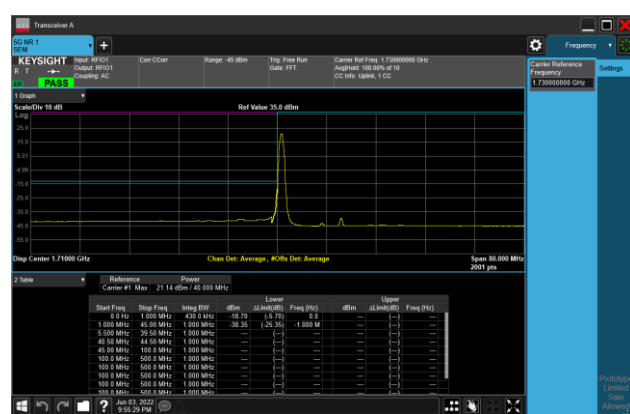 Transceiver A
5G NR 1
SEM
KEYSIGHT
R T
LV PASS
Input: RFIO1
Output: RFIO1
Coupling: AC
Corr CCorr
Range: -45 dBm
Trig: Free Run
Gate: FFT
Carrier Ref Freq: 1.730000000 GHz
Avg|Hold: 100.00% of 10
CC Info: Uplink, 1 CC
Frequency
Carrier Reference
Frequency
1.730000000 GHz
Settings
1 Graph
Scale/Div 10 dB
Ref Value 35.0 dBm
Log
25.0
15.0
5.01
-4.99
-15.0
-25.0
-35.0
-45.0
-55.0
Disp Center 1.71000 GHz
Chan Det: Average , #Offs Det: Average
Span 80.000 MHz
2001 pts
2 Table
Reference Power
Carrier #1 Max 21.14 dBm / 40.000 MHz
Lower Upper
Start Freq Stop Freq Integ BW dBm ΔLimit(dB) Freq (Hz) dBm ΔLimit(dB) Freq (Hz)
0.0 Hz 1.000 MHz 430.0 kHz -18.70 (-5.70) 0.0 --- (---) ---
1.000 MHz 45.00 MHz 1.000 MHz -38.35 (-25.35) -1.000 M --- (---) ---
5.500 MHz 39.50 MHz 1.000 MHz --- (---) --- --- (---) ---
40.50 MHz 44.50 MHz 1.000 MHz --- (---) --- --- (---) ---
45.00 MHz 100.0 MHz 1.000 MHz --- (---) --- --- (---) ---
100.0 MHz 500.0 MHz 1.000 MHz --- (---) --- --- (---) ---
100.0 MHz 500.0 MHz 1.000 MHz --- (---) --- --- (---) ---
100.0 MHz 500.0 MHz 1.000 MHz --- (---) --- --- (---) ---
100.0 MHz 500.0 MHz 1.000 MHz --- (---) --- --- (---) ---
100.0 MHz 500.0 MHz 1.000 MHz --- (---) --- --- (---) ---
Prototype
Limited
Sale
Allowed
Jun 03, 2022
9:55:29 PM